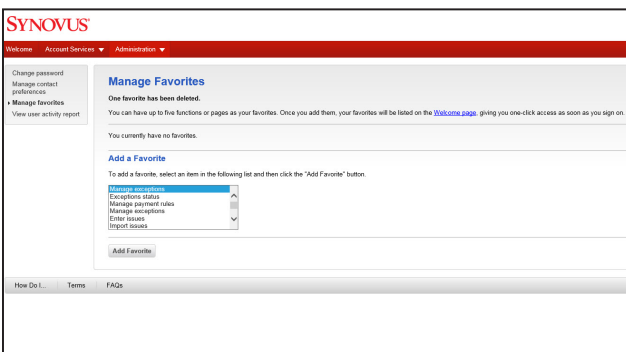 SYNOVUS®
Welcome Account Services Administration
Change password
Manage contact
preferences
Manage favorites
View user activity report
Manage Favorites
One favorite has been deleted.
You can have up to five functions or pages as your favorites. Once you add them, your favorites will be listed on the Welcome page, giving you one-click access as soon as you sign on.
You currently have no favorites.
Add a Favorite
To add a favorite, select an item in the following list and then click the "Add Favorite" button.
Manage exceptions
Exceptions status
Manage payment rules
Manage exceptions
Enter issues
Import issues
Add Favorite
How Do I... Terms FAQs